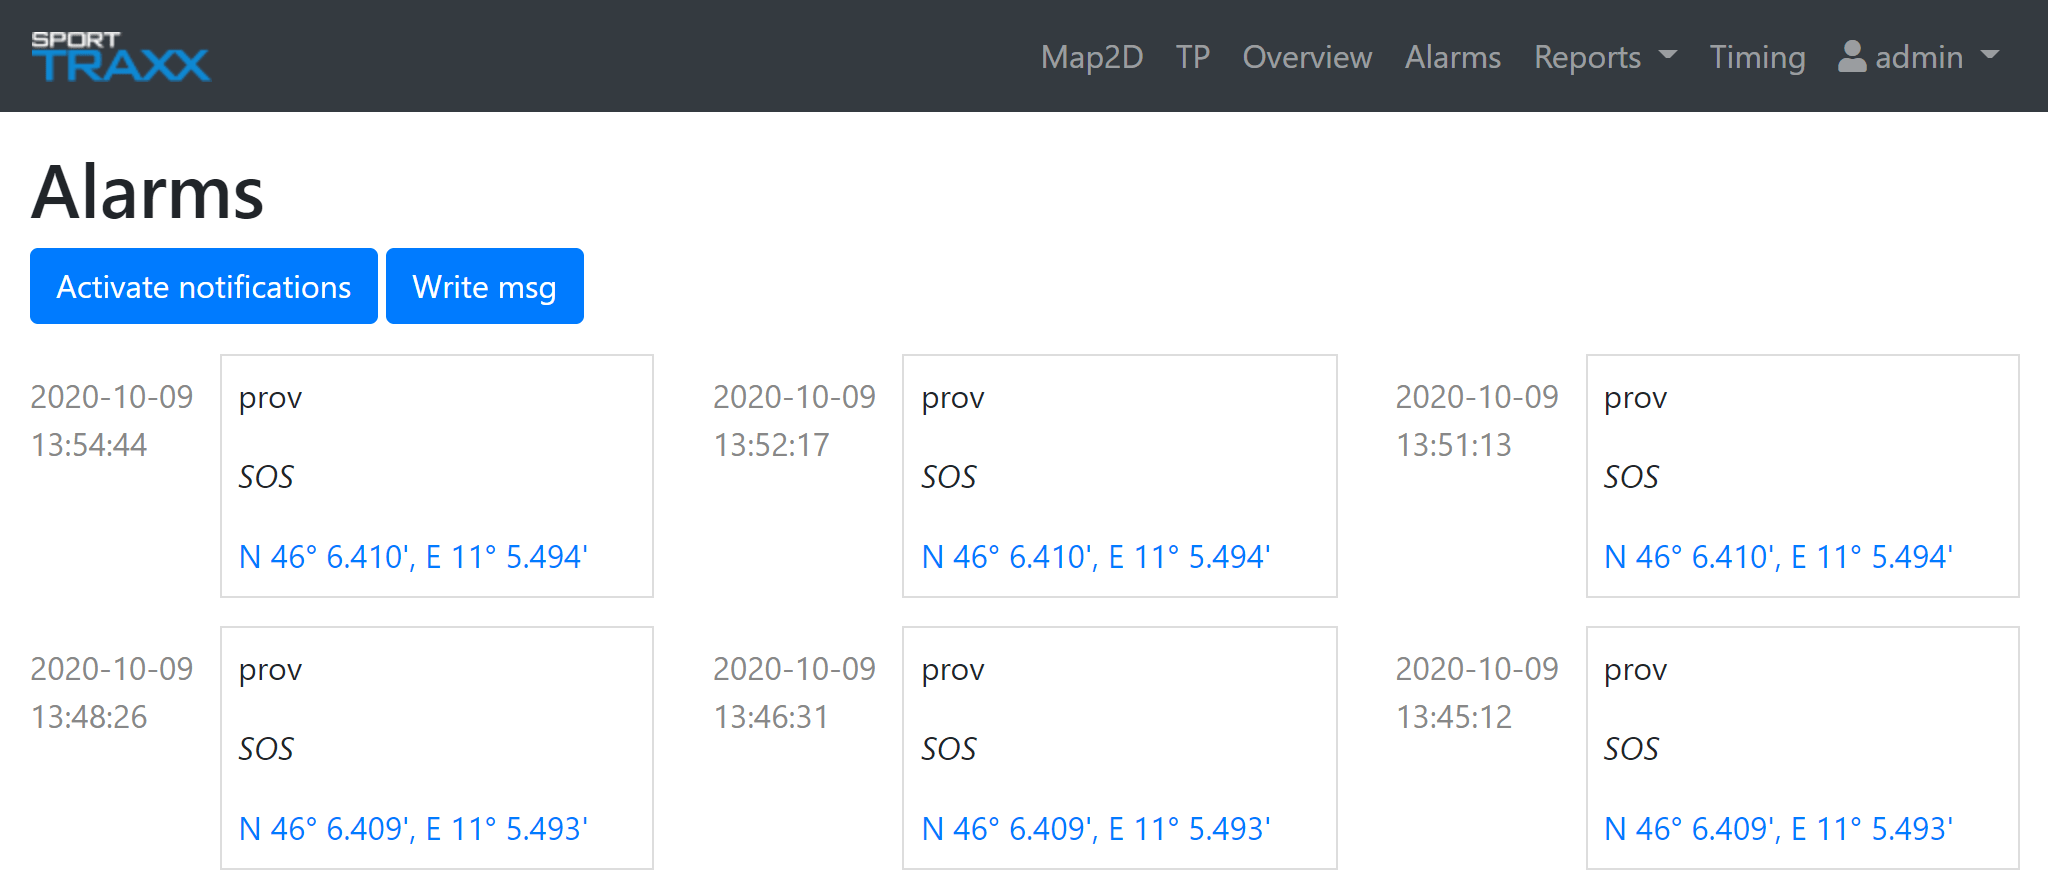 SPORT
TRAXX
Map2D TP Overview Alarms Reports Timing admin
Alarms
Activate notifications Write msg
2020-10-09
13:54:44
prov
SOS
N 46° 6.410', E 11° 5.494'
2020-10-09
13:52:17
prov
SOS
N 46° 6.410', E 11° 5.494'
2020-10-09
13:51:13
prov
SOS
N 46° 6.410', E 11° 5.494'
2020-10-09
13:48:26
prov
SOS
N 46° 6.409', E 11° 5.493'
2020-10-09
13:46:31
prov
SOS
N 46° 6.409', E 11° 5.493'
2020-10-09
13:45:12
prov
SOS
N 46° 6.409', E 11° 5.493'